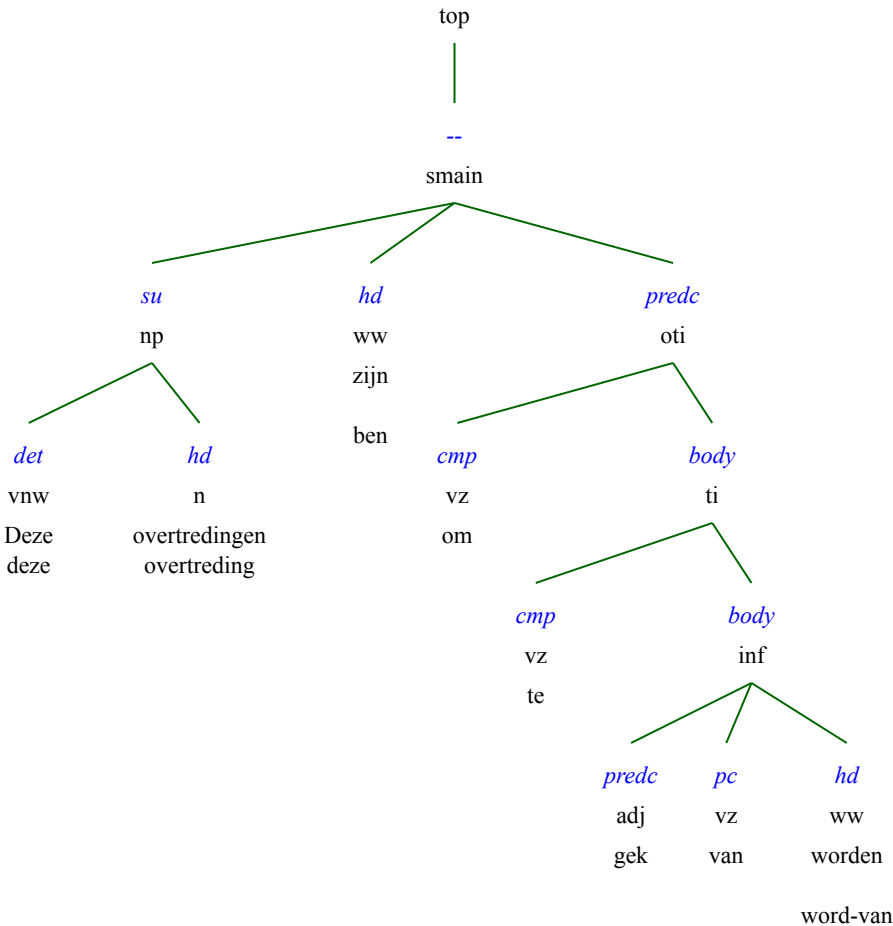 top
--
smain
su hd predc
np ww oti
zijn
ben
det hd cmp body
vnw n vz ti
Deze overtredingen om
deze overtreding
cmp body
vz inf
te
predc pc hd
adj vz ww
gek van worden
word-van